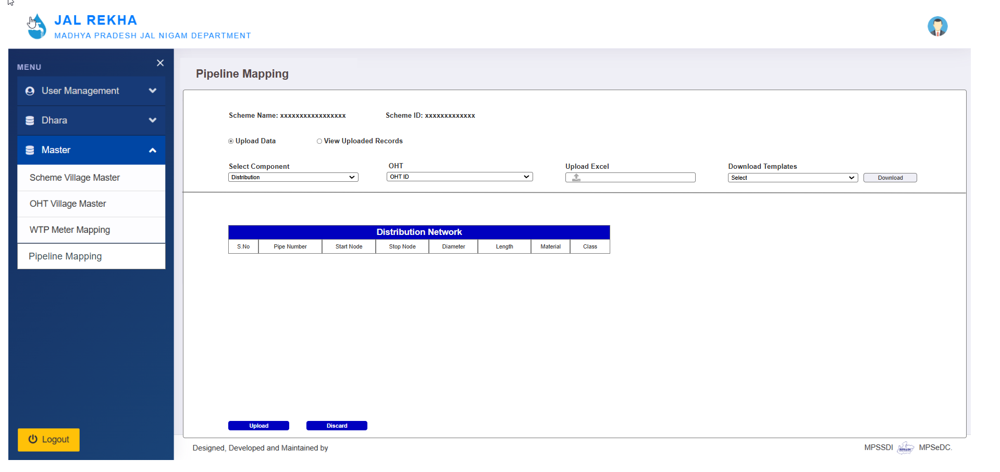 JAL REKHA
MADHYA PRADESH JAL NIGAM DEPARTMENT
MENU
User Management
Dhara
Master
Scheme Village Master
OHT Village Master
WTP Meter Mapping
Pipeline Mapping
Logout
Pipeline Mapping
Scheme Name: xxxxxxxxxxxxxxxxx Scheme ID: xxxxxxxxxxxxx
Upload Data View Uploaded Records
Select Component OHT Upload Excel Download Templates
Distribution OHT ID Select Download
Distribution Network
S.No Pipe Number Start Node Stop Node Diameter Length Material Class
Upload Discard
Designed, Developed and Maintained by MPSSDI MPSeDC.